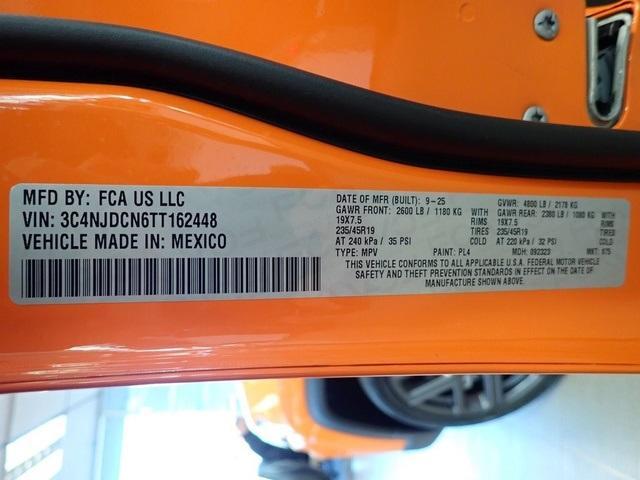 MFD BY: FCA US LLC
VIN: 3C4NJDCN6TT162448
VEHICLE MADE IN: MEXICO
DATE OF MFR (BUILT): 9-25 GVWR: 4800 LB / 2178 KG
GAWR FRONT: 2600 LB / 1180 KG WITH GAWR REAR: 2380 LB / 1080 KG WITH
19X7.5 RIMS 19X7.5 RIMS
235/45R19 TIRES 235/45R19 TIRES
AT 240 kPa / 35 PSI COLD AT 220 kPa / 32 PSI COLD
TYPE: MPV PAINT: PL4 MDH: 092323 MKT: 675
THIS VEHICLE CONFORMS TO ALL APPLICABLE U.S.A. FEDERAL MOTOR VEHICLE
SAFETY AND THEFT PREVENTION STANDARDS IN EFFECT ON THE DATE OF
MANUFACTURE SHOWN ABOVE.